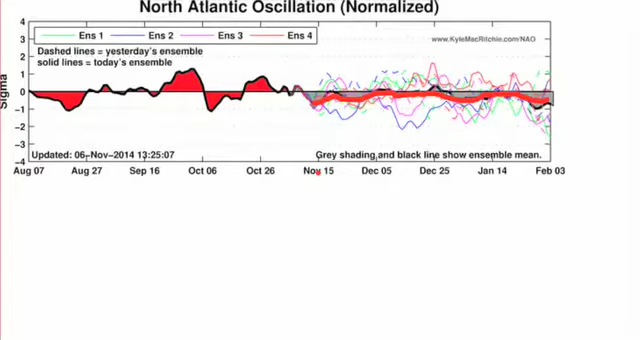 North Atlantic Oscillation (Normalized)
Ens 1 Ens 2 Ens 3 Ens 4
www.KyleMacRitchie.com/NAO
Dashed lines = yesterday's ensemble
solid lines = today's ensemble
Sigma
4
3
2
1
0
−1
−2
−3
−4
Updated: 06-Nov-2014 13:25:07
Grey shading and black line show ensemble mean.
Aug 07 Aug 27 Sep 16 Oct 06 Oct 26 Nov 15 Dec 05 Dec 25 Jan 14 Feb 03